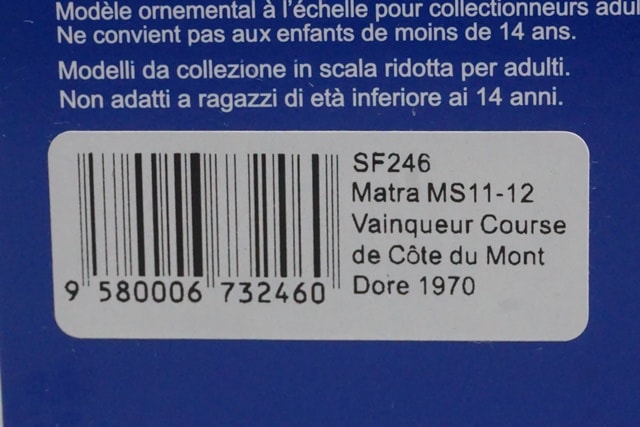 Modèle ornemental à l'échelle pour collectionneurs
Ne convient pas aux enfants de moins de 14 ans.
Modelli da collezione in scala ridotta per adulti.
Non adatti a ragazzi di età inferiore ai 14 anni.
SF246
Matra MS11-12
Vainqueur Course
de Côte du Mont
Dore 1970
9 580006 732460